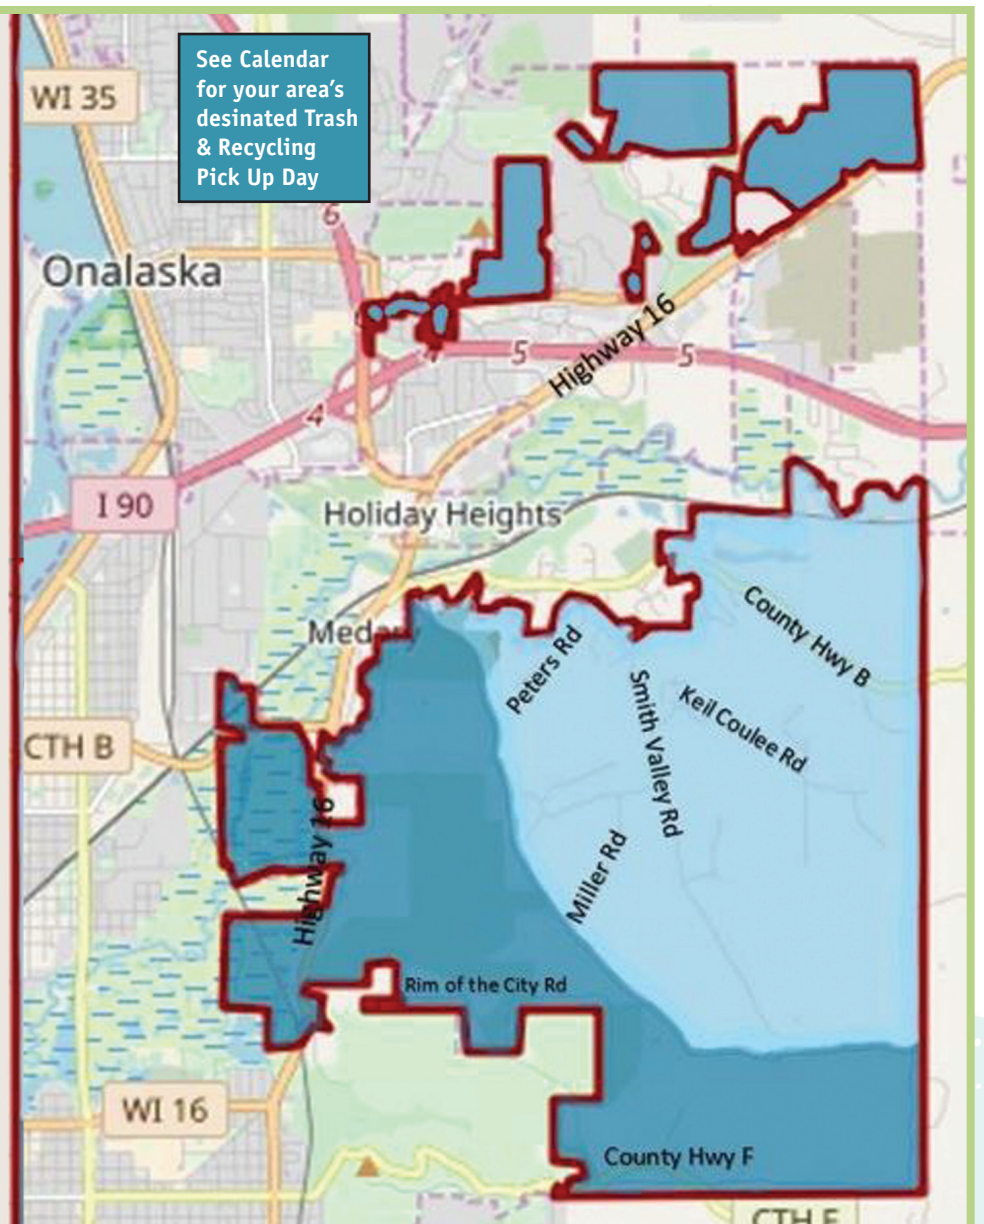 See Calendar
for your area's
desinated Trash
& Recycling
Pick Up Day
WI 35
6
Onalaska
Highway 16
5
5
4
I 90
Holiday Heights
Medary
County Hwy B
Peters Rd
Smith Valley Rd
Keil Coulee Rd
CTH B
Highway 16
Miller Rd
Rim of the City Rd
WI 16
County Hwy F
CTH F